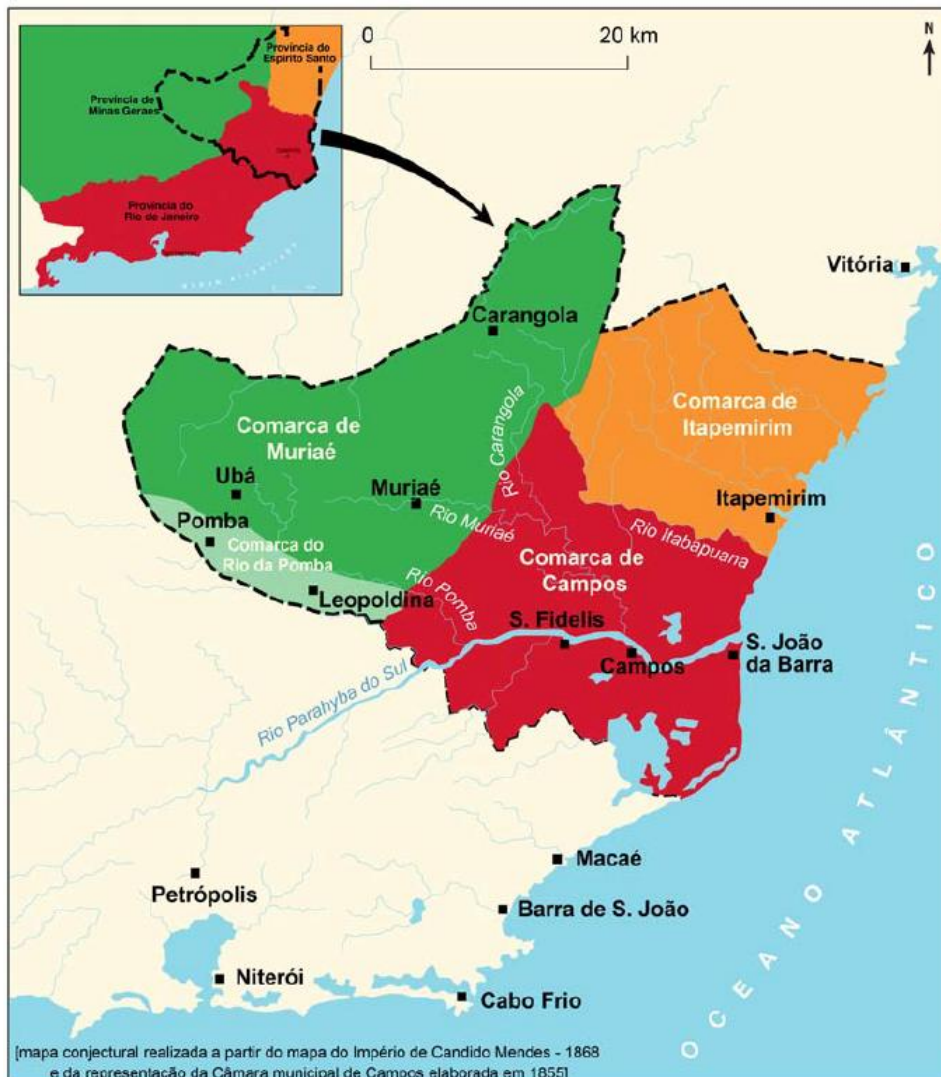 Província do
Espírito Santo
Província de
Minas Geraes
Província do
Rio de Janeiro
0
20 km
N
Vitória
Carangola
Rio Carangola
Comarca de
Itapemirim
Comarca de
Muriaé
Ubá
Muriaé
Itapemirim
Pomba
Rio Muriaé
Rio Itabapuana
Comarca do
Rio da Pomba
Comarca de
Campos
Leopoldina
Rio Pomba
S. Fidelis
Campos
S. João
da Barra
Rio Parahyba do Sul
OCEANO ATLÂNTICO
Macaé
Petrópolis
Barra de S. João
Niterói
Cabo Frio
[mapa conjectural realizada a partir do mapa do Império de Candido Mendes - 1868
e da representação da Câmara municipal de Campos elaborada em 1855]